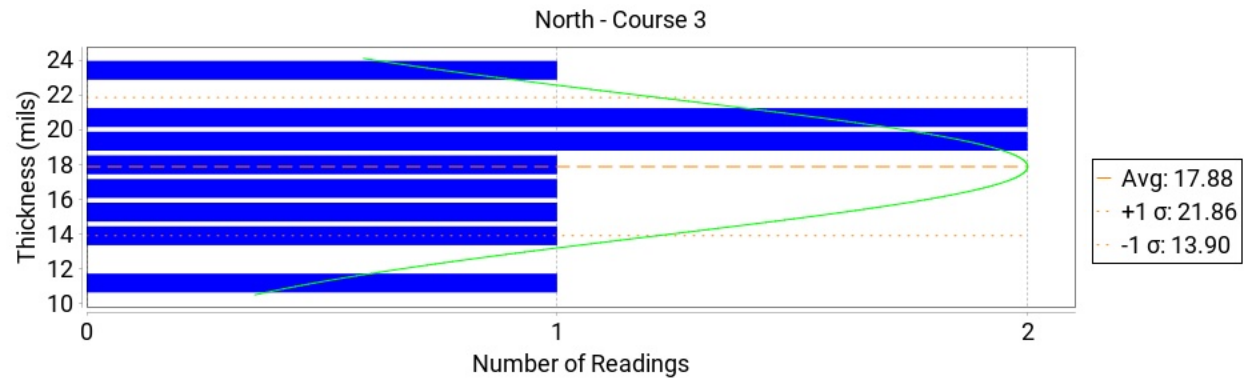 North - Course 3
Thickness (mils)
24
22
20
18
16
14
12
10
0 1 2
Number of Readings
Avg: 17.88
+1 σ: 21.86
-1 σ: 13.90